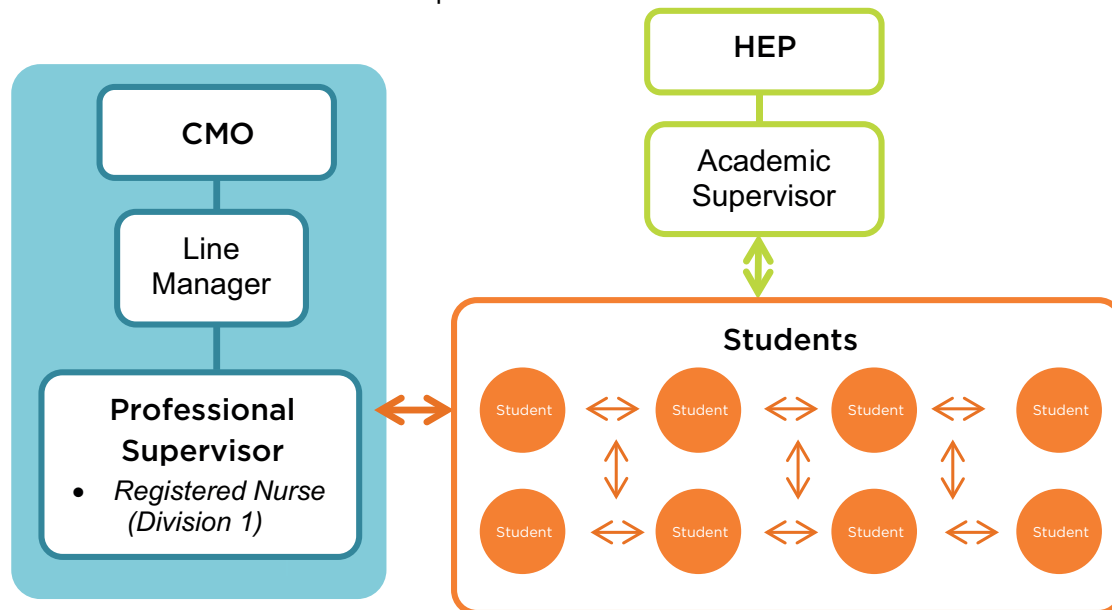 HEP
Academic
Supervisor
CMO
Line
Manager
Professional
Supervisor
• Registered Nurse
(Division 1)
Students
Student Student Student Student
Student Student Student Student